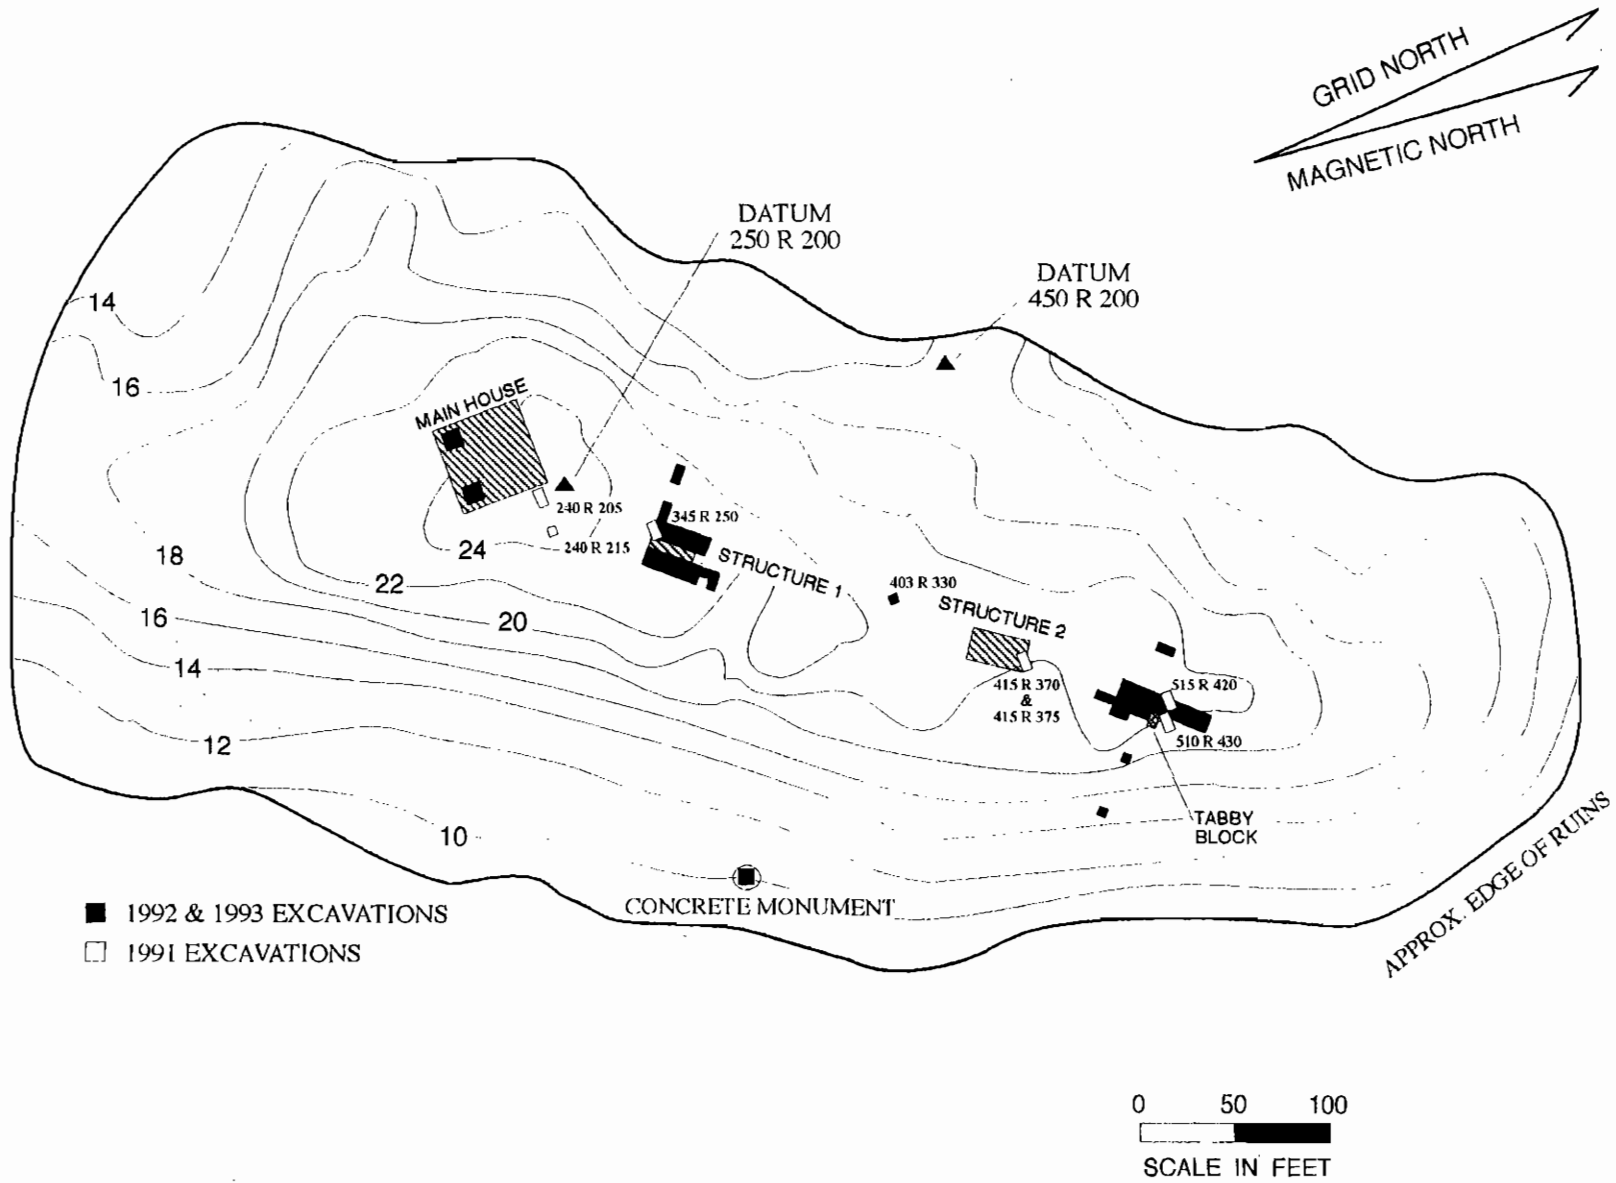 GRID NORTH
MAGNETIC NORTH
DATUM
250 R 200
DATUM
450 R 200
14
16
MAIN HOUSE
240 R 205
345 R 250
240 R 215
24
18
STRUCTURE 1
22
403 R 330
STRUCTURE 2
16
20
14
415 R 370
&
415 R 375
515 R 420
12
510 R 430
10
TABBY
BLOCK
CONCRETE MONUMENT
APPROX. EDGE OF RUINS
1992 & 1993 EXCAVATIONS
1991 EXCAVATIONS
0 50 100
SCALE IN FEET